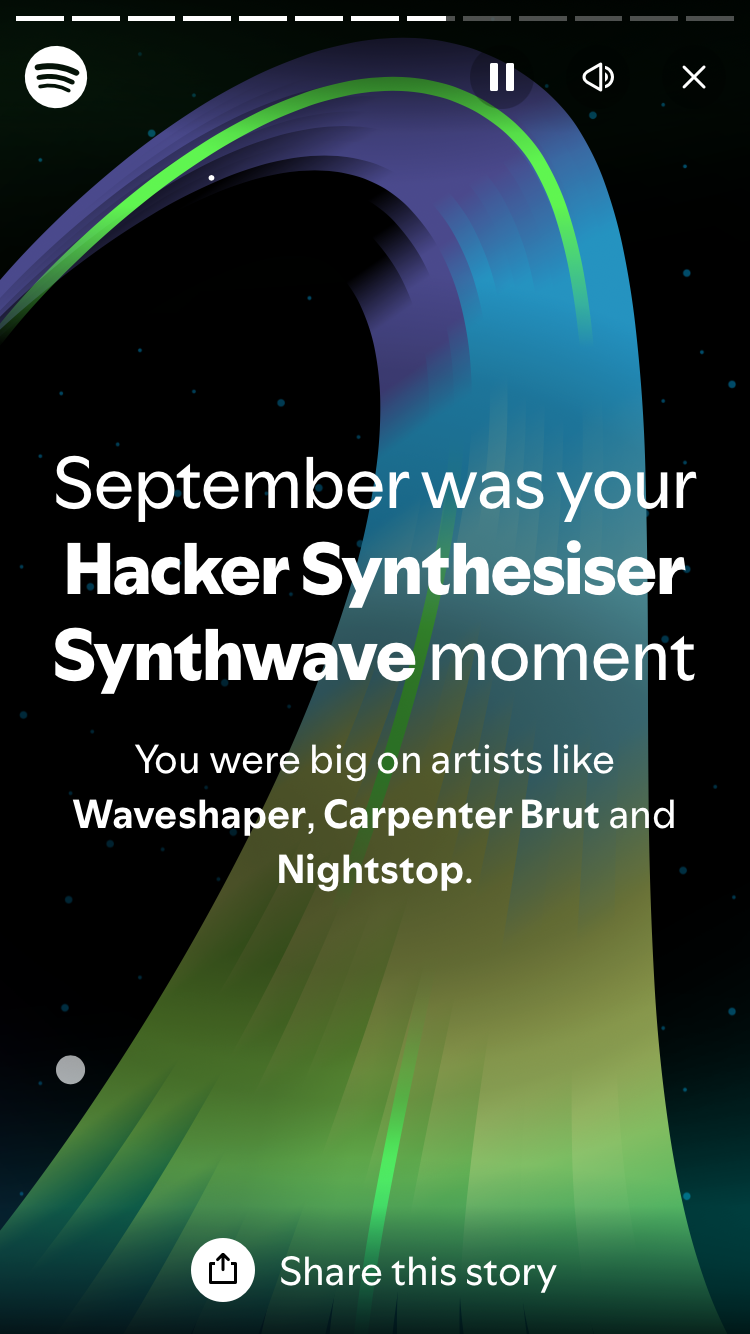 September was your
Hacker Synthesiser
Synthwave moment
You were big on artists like
Waveshaper, Carpenter Brut and
Nightstop.
Share this story